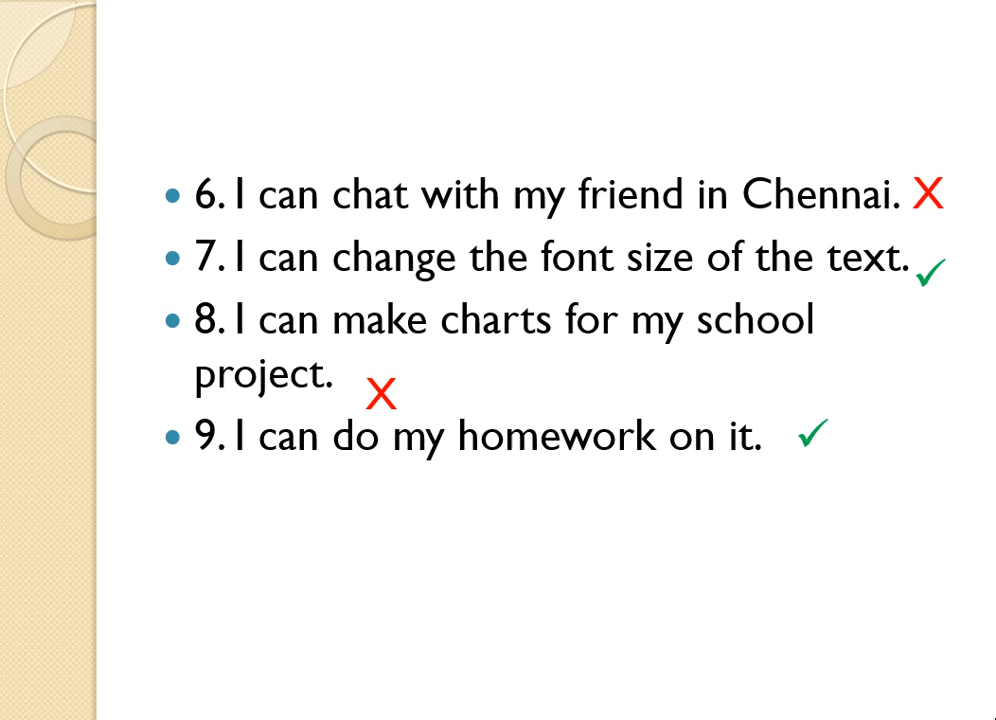 • 6. I can chat with my friend in Chennai. X
• 7. I can change the font size of the text. ✓
• 8. I can make charts for my school
project. X
• 9. I can do my homework on it. ✓